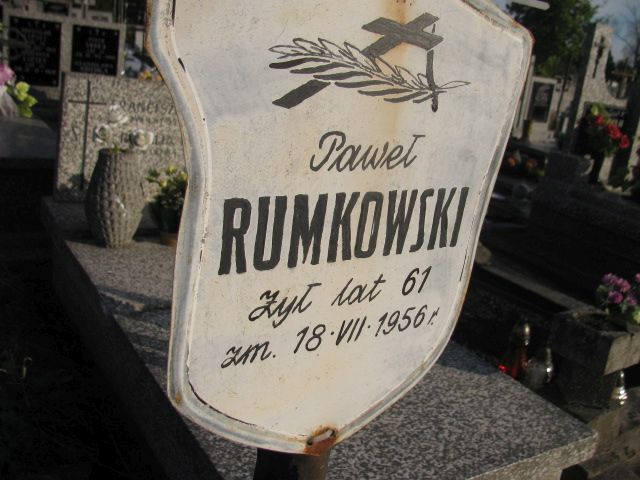 Paweł
RUMKOWSKI
żył lat 61
zm. 18·VII·1956 r.